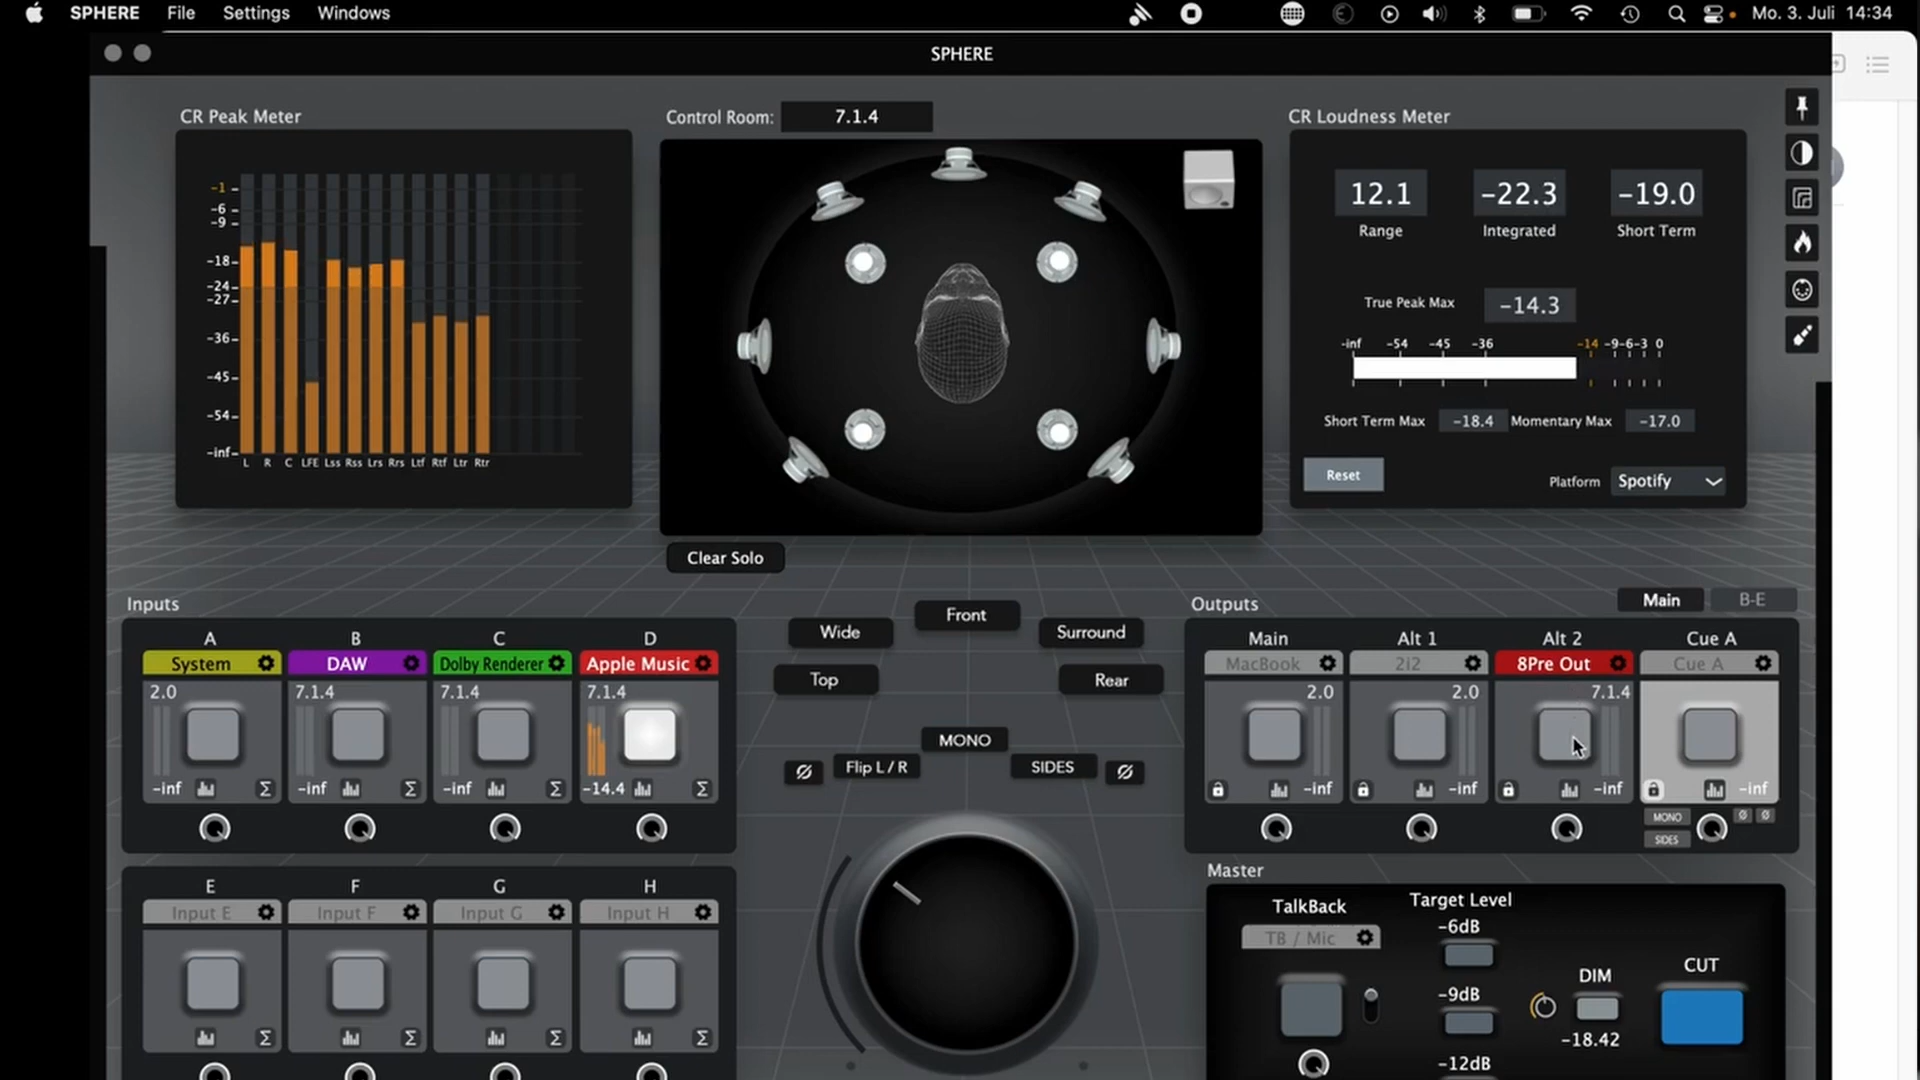 SPHERE File Settings Windows Mo. 3. Juli 14:34
SPHERE
CR Peak Meter
-1
-6
-9
-18
-24
-27
-36
-45
-54
-inf
L R C LFE Lss Rss Lrs Rrs Ltf Rtf Ltr Rtr
Control Room: 7.1.4
Clear Solo
CR Loudness Meter
12.1 -22.3 -19.0
Range Integrated Short Term
True Peak Max -14.3
-inf -54 -45 -36 -14 -9 -6 -3 0
Short Term Max -18.4 Momentary Max -17.0
Reset Platform Spotify
Inputs
A B C D
System DAW Dolby Renderer Apple Music
2.0 7.1.4 7.1.4 7.1.4
-inf Σ -inf Σ -inf Σ -14.4 Σ
E F G H
Input E Input F Input G Input H
Σ Σ Σ Σ
Front
Wide Surround
Top Rear
MONO
Ø Flip L / R SIDES Ø
Outputs Main B-E
Main Alt 1 Alt 2 Cue A
MacBook 2i2 8Pre Out Cue A
2.0 2.0 7.1.4
-inf -inf -inf -inf
MONO Ø Ø
SIDES
Master
TalkBack Target Level
TB / Mic -6dB
-9dB DIM CUT
-18.42
-12dB